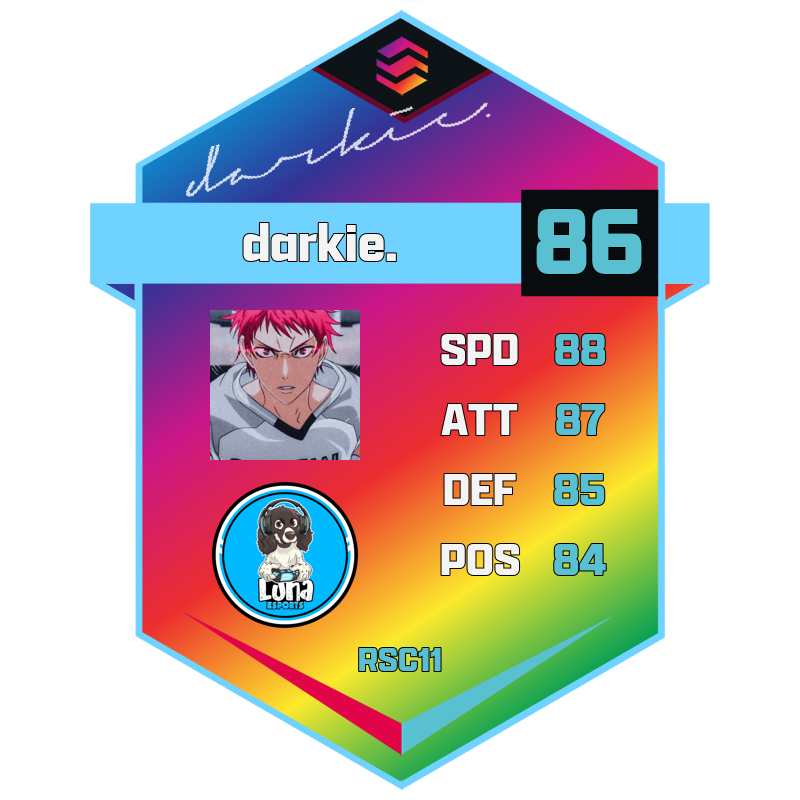 darkie.
darkie.
86
SPD 88
ATT 87
DEF 85
POS 84
Luna
ESPORTS
RSC11